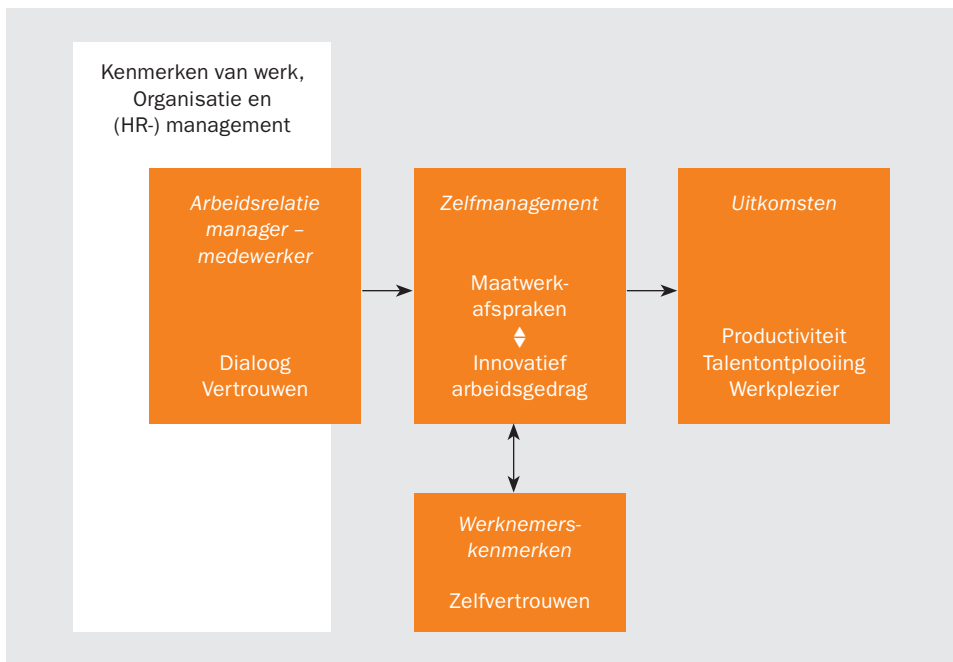 Kenmerken van werk,
Organisatie en
(HR-) management
Arbeidsrelatie
manager –
medewerker
Dialoog
Vertrouwen
Zelfmanagement
Maatwerk-
afspraken
Innovatief
arbeidsgedrag
Uitkomsten
Productiviteit
Talentontplooiing
Werkplezier
Werknemers-
kenmerken
Zelfvertrouwen